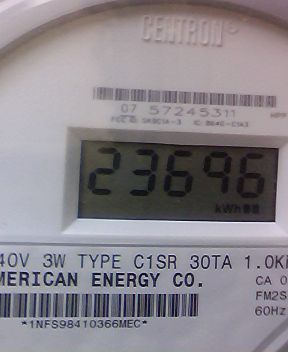 CENTRON®
07 57245311
23696
kWh
40V 3W TYPE C1SR 30TA 1.0K
MERICAN ENERGY CO.
CA 0
FM2S
60Hz
*1NFS98410366MEC*